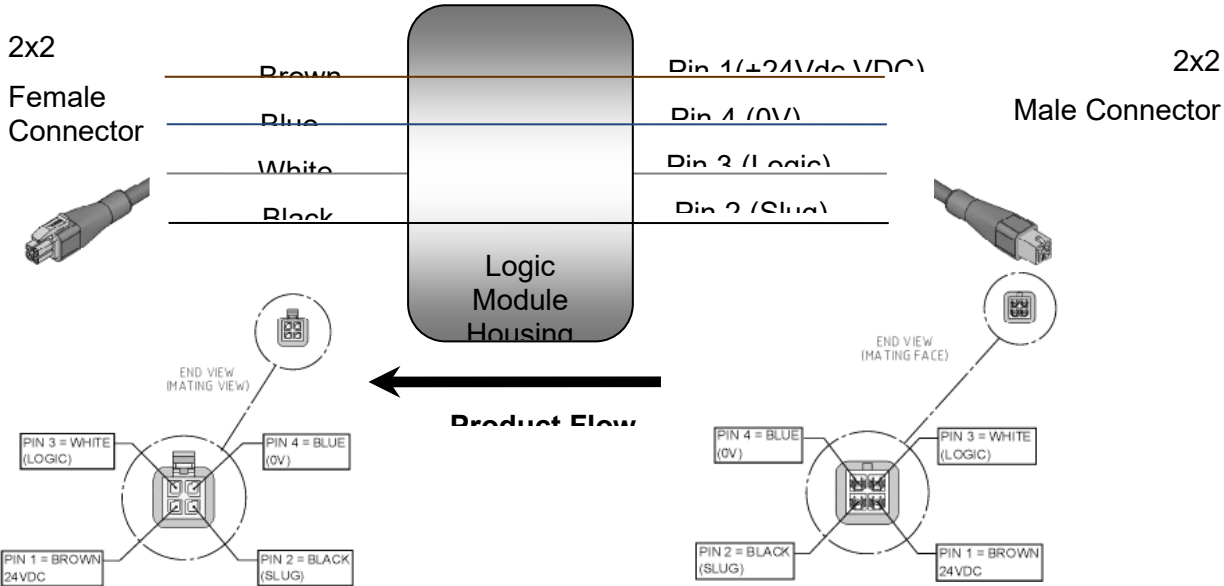 2x2
Female
Connector
Brown
Blue
White
Black
Pin 1(+24Vdc VDC)
Pin 4 (0V)
Pin 3 (Logic)
Pin 2 (Slug)
2x2
Male Connector
Logic
Module
Housing
Product Flow
END VIEW
(MATING VIEW)
PIN 3 = WHITE
(LOGIC)
PIN 4 = BLUE
(0V)
PIN 1 = BROWN
24VDC
PIN 2 = BLACK
(SLUG)
END VIEW
(MATING FACE)
PIN 4 = BLUE
(0V)
PIN 3 = WHITE
(LOGIC)
PIN 2 = BLACK
(SLUG)
PIN 1 = BROWN
24VDC